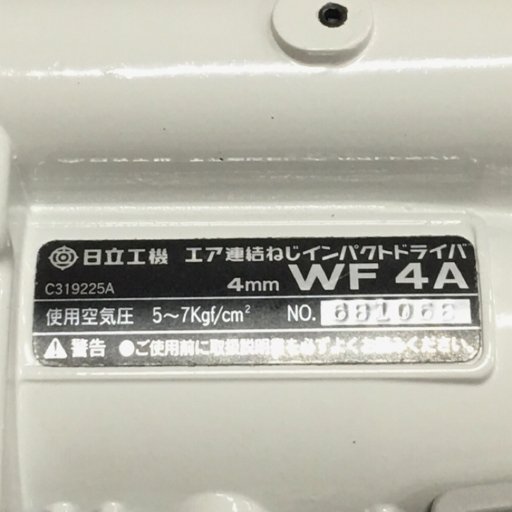 日立工機 エア連結ねじインパクトドライバ
C319225A 4mm WF 4A
使用空気圧 5～7Kgf/cm² NO.
⚠警告 ●ご使用前に取扱説明書を必ずよくお読みください。